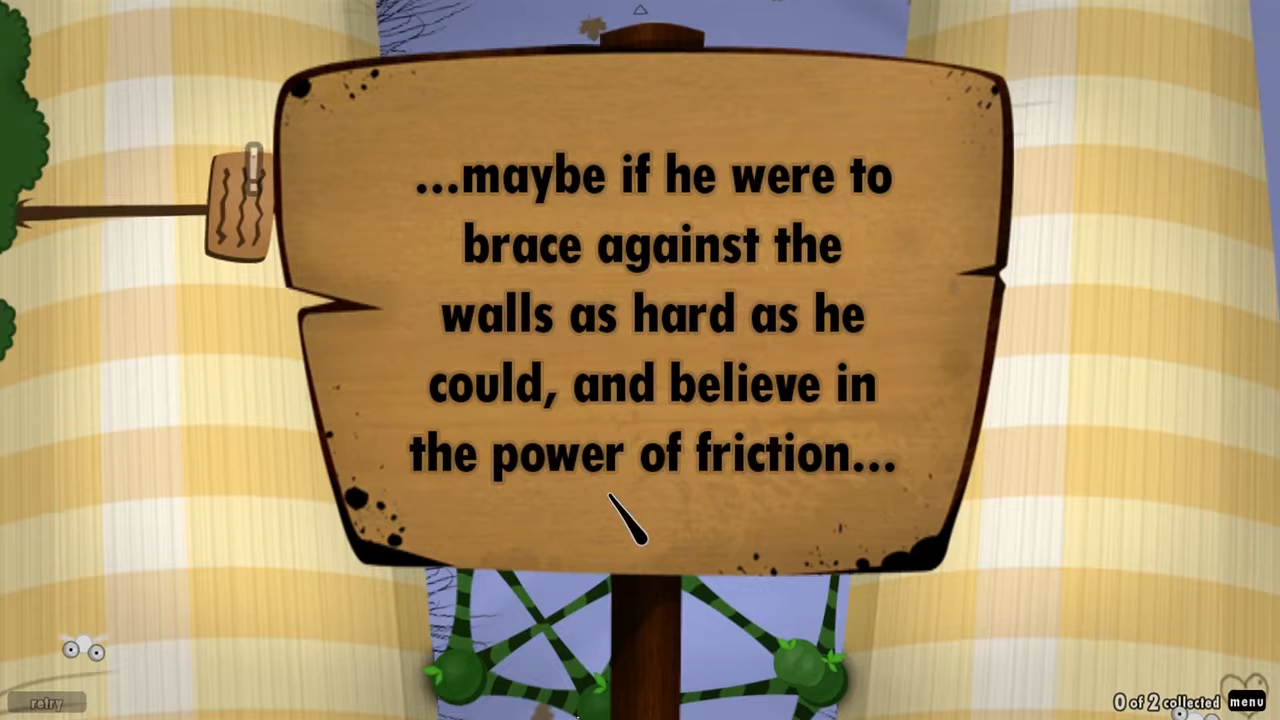 ...maybe if he were to
brace against the
walls as hard as he
could, and believe in
the power of friction...
retry
0 of 2 collected menu